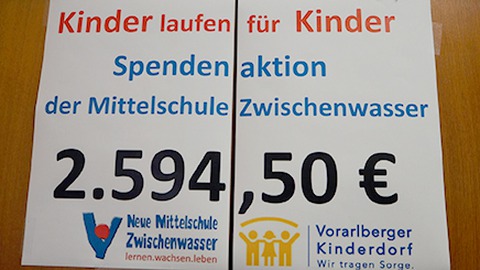 Kinder laufen für Kinder
Spendenaktion
der Mittelschule Zwischenwasser
2.594,50 €
Neue Mittelschule
Zwischenwasser
lernen.wachsen.leben
Vorarlberger
Kinderdorf
Wir tragen Sorge.